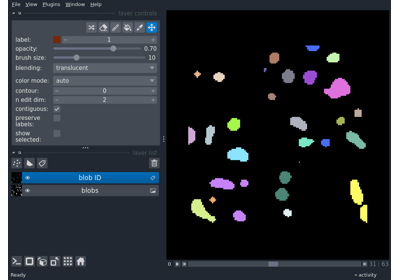 File View Plugins Window Help
layer controls
label: 1
opacity: 0.70
brush size: 10
blending: translucent
color mode: auto
contour: 0
n edit dim: 2
contiguous:
preserve
labels:
show
selected:
layer list
blob ID
blobs
31 63
Ready
activity